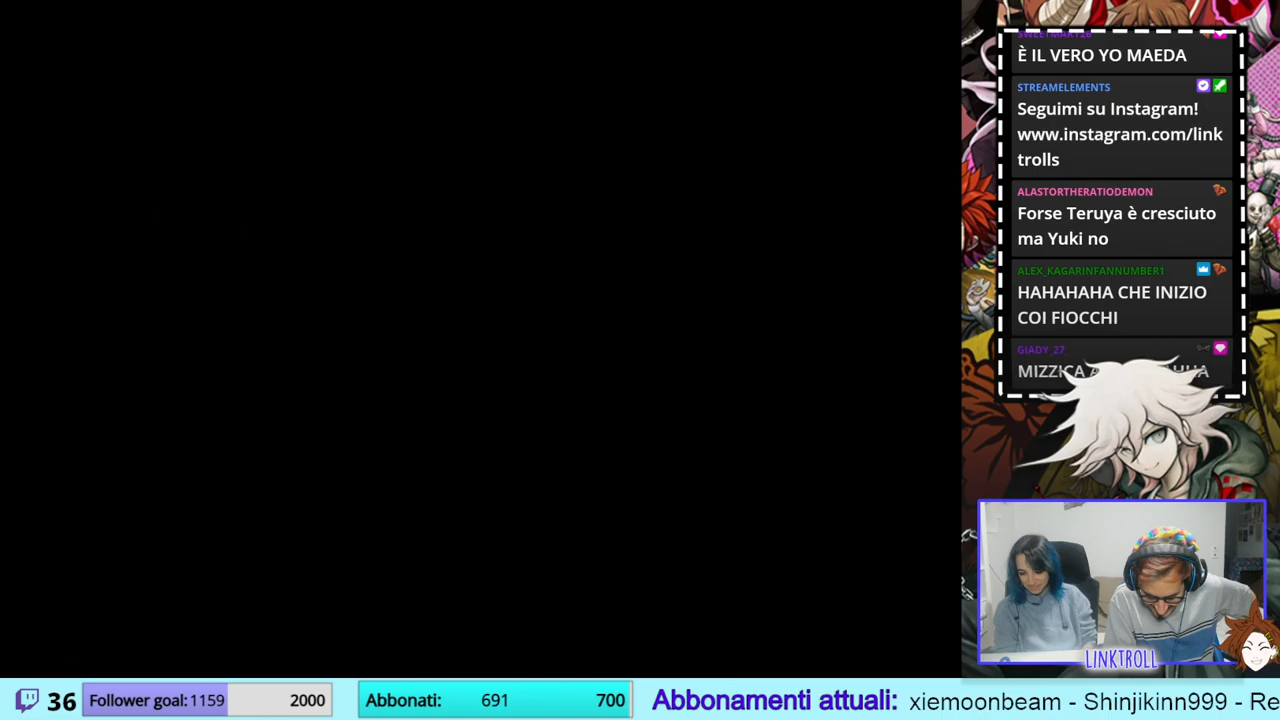 È IL VERO YO MAEDA
STREAMELEMENTS
Seguimi su Instagram!
www.instagram.com/link
trolls
ALASTORTHERATIODEMON
Forse Teruya è cresciuto
ma Yuki no
ALEX_KAGARINFANNUMBER1
HAHAHAHA CHE INIZIO
COI FIOCCHI
GIADY_27
MIZZICA
LINKTROLL
36 Follower goal: 1159 2000 Abbonati: 691 700 Abbonamenti attuali: xiemoonbeam - Shinjikinn999 - Re